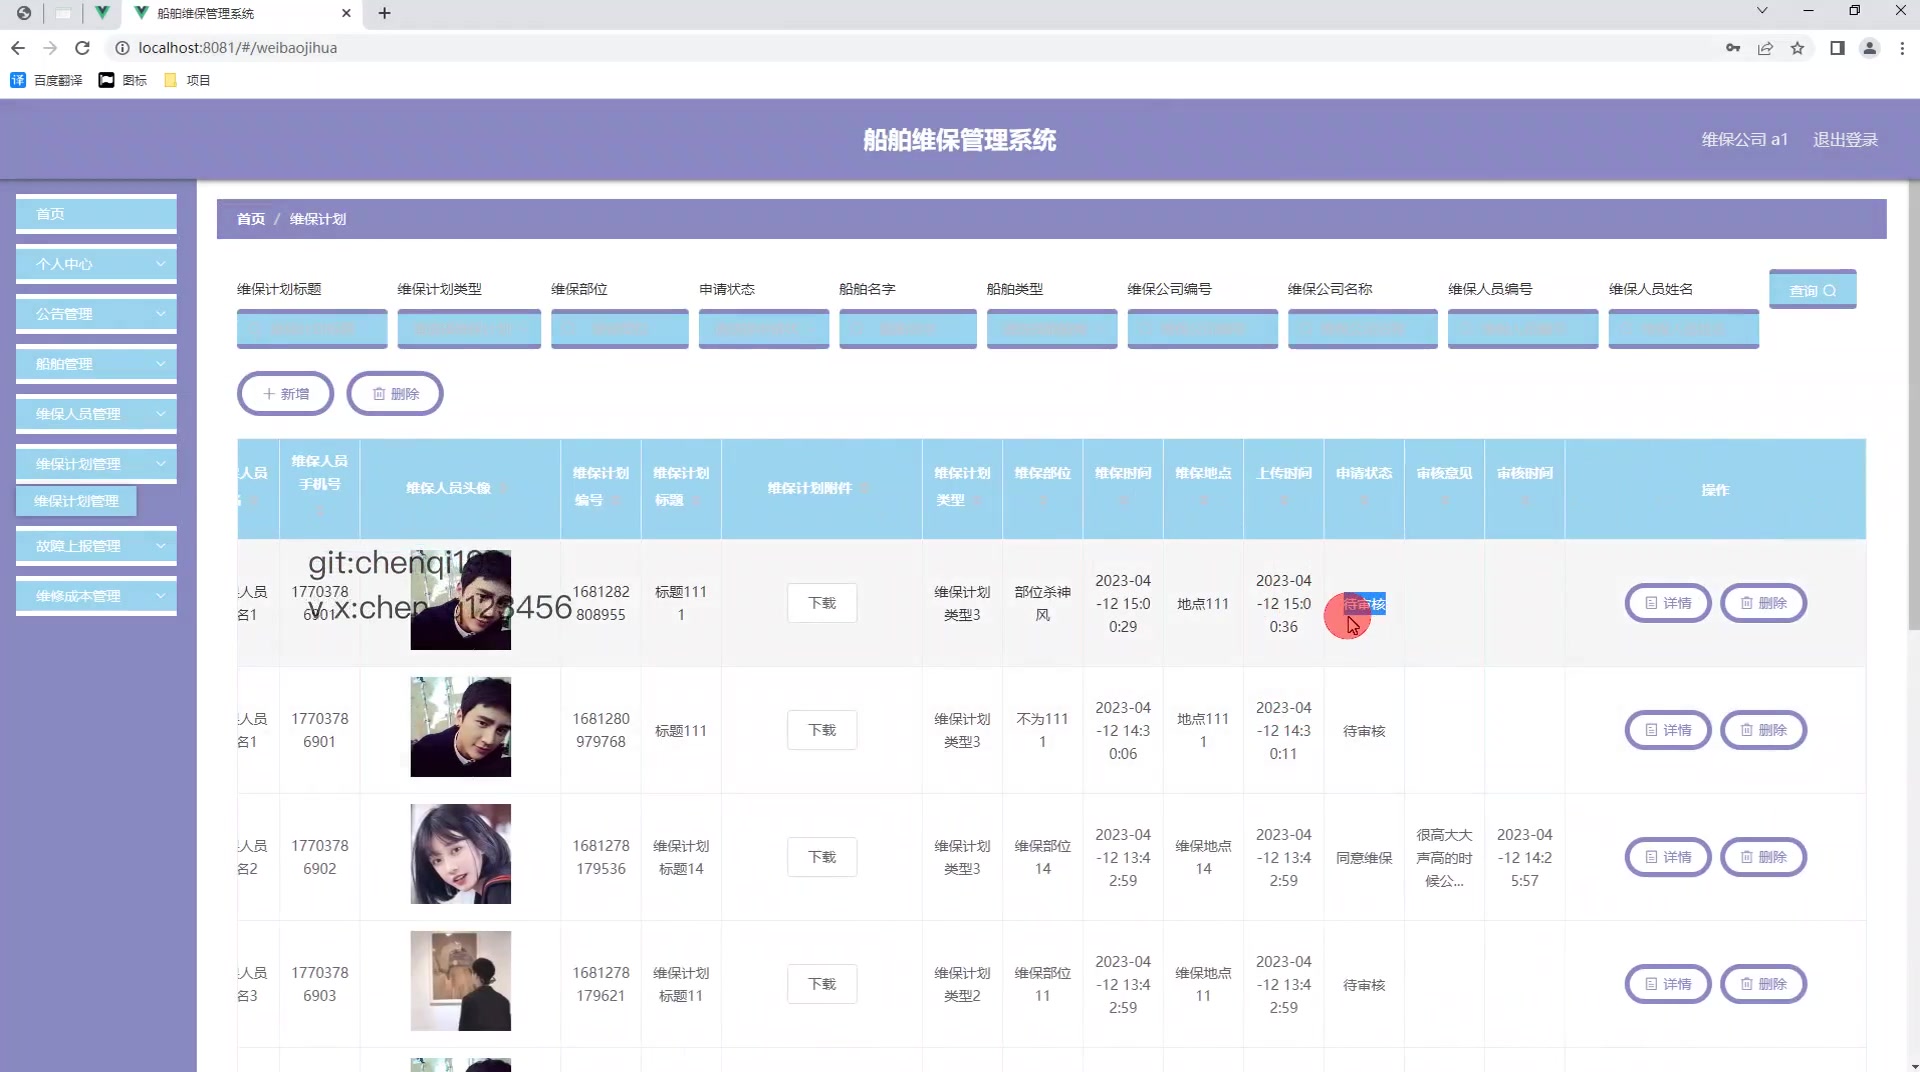 船舶维保管理系统
localhost:8081/#/weibaojihua
百度翻译 图标 项目
船舶维保管理系统
维保公司 a1 退出登录
首页
个人中心
公告管理
船舶管理
维保人员管理
维保计划管理
维保计划管理
故障上报管理
维修成本管理
首页 / 维保计划
维保计划标题 维保计划类型 维保部位 申请状态 船舶名字 船舶类型 维保公司编号 维保公司名称 维保人员编号 维保人员姓名
查询
新增 删除
人员 维保人员手机号 维保人员头像 维保计划编号 维保计划标题 维保计划附件 维保计划类型 维保部位 维保时间 维保地点 上传时间 申请状态 审核意见 审核时间 操作
人员名1 17703786901 1681282808955 标题1111 下载 维保计划类型3 部位杀神风 2023-04-12 15:00:29 地点111 2023-04-12 15:00:36 待审核 详情 删除
git:chenqi19
v x:chen 123456
人员名1 17703786901 1681280979768 标题111 下载 维保计划类型3 不为1111 2023-04-12 14:30:06 地点1111 2023-04-12 14:30:11 待审核 详情 删除
人员名2 17703786902 1681278179536 维保计划标题14 下载 维保计划类型3 维保部位14 2023-04-12 13:42:59 维保地点14 2023-04-12 13:42:59 同意维保 很高大大声高的时候公... 2023-04-12 14:25:57 详情 删除
人员名3 17703786903 1681278179621 维保计划标题11 下载 维保计划类型2 维保部位11 2023-04-12 13:42:59 维保地点11 2023-04-12 13:42:59 待审核 详情 删除